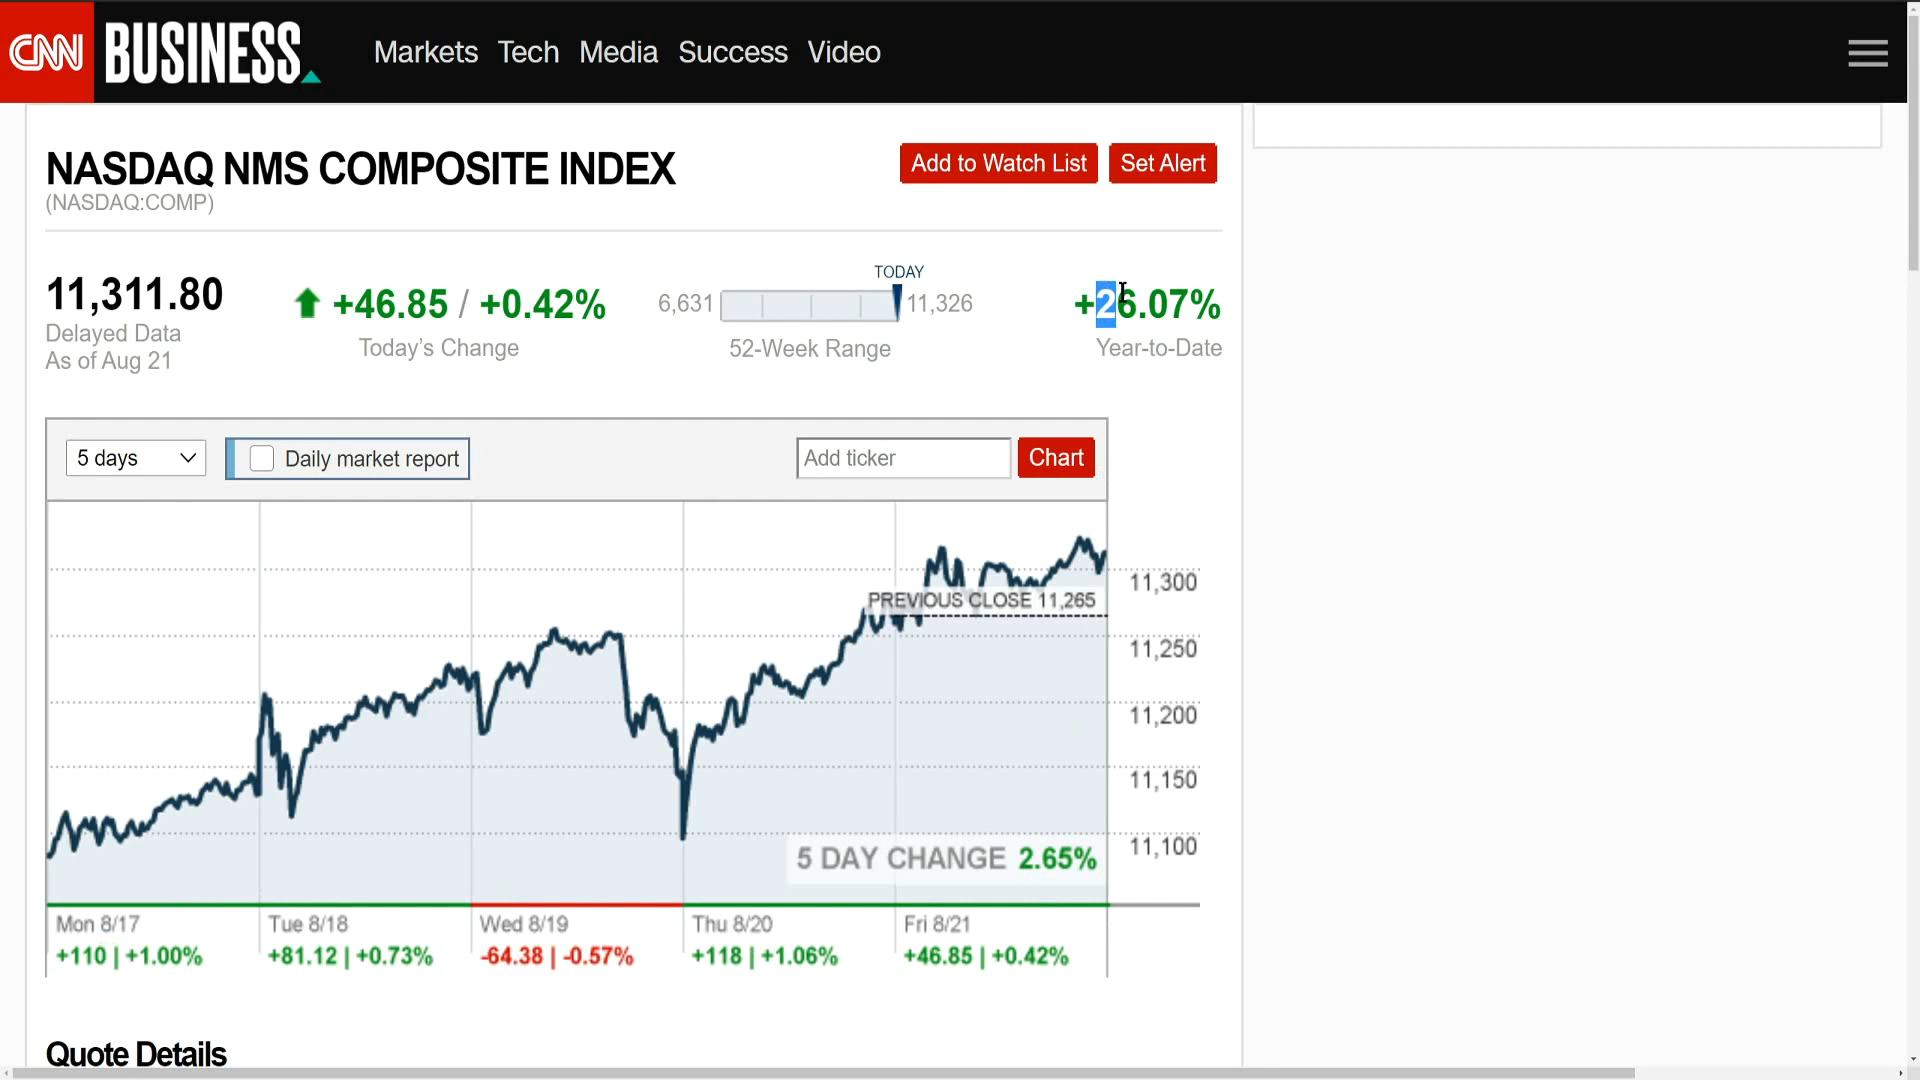 CNN BUSINESS Markets Tech Media Success Video
NASDAQ NMS COMPOSITE INDEX
(NASDAQ:COMP)
Add to Watch List Set Alert
11,311.80
Delayed Data
As of Aug 21
+46.85 / +0.42%
Today's Change
TODAY
6,631 11,326
52-Week Range
+26.07%
Year-to-Date
5 days Daily market report Add ticker Chart
PREVIOUS CLOSE 11,265
11,300
11,250
11,200
11,150
11,100
5 DAY CHANGE 2.65%
Mon 8/17 Tue 8/18 Wed 8/19 Thu 8/20 Fri 8/21
+110 | +1.00% +81.12 | +0.73% -64.38 | -0.57% +118 | +1.06% +46.85 | +0.42%
Quote Details